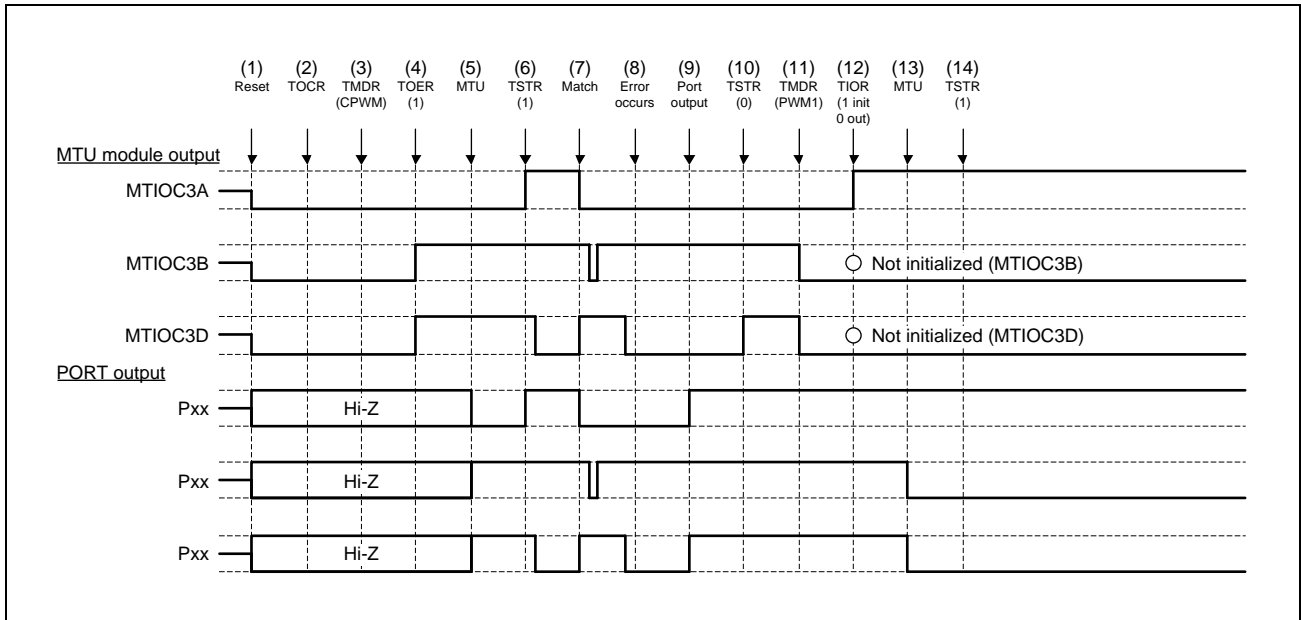 (1) (2) (3) (4) (5) (6) (7) (8) (9) (10) (11) (12) (13) (14)
Reset TOCR TMDR TOER MTU TSTR Match Error Port TSTR TMDR TIOR MTU TSTR
(CPWM) (1) (1) occurs output (0) (PWM1) (1 init (1)
0 out)
MTU module output
MTIOC3A
MTIOC3B Not initialized (MTIOC3B)
MTIOC3D Not initialized (MTIOC3D)
PORT output
Pxx Hi-Z
Pxx Hi-Z
Pxx Hi-Z